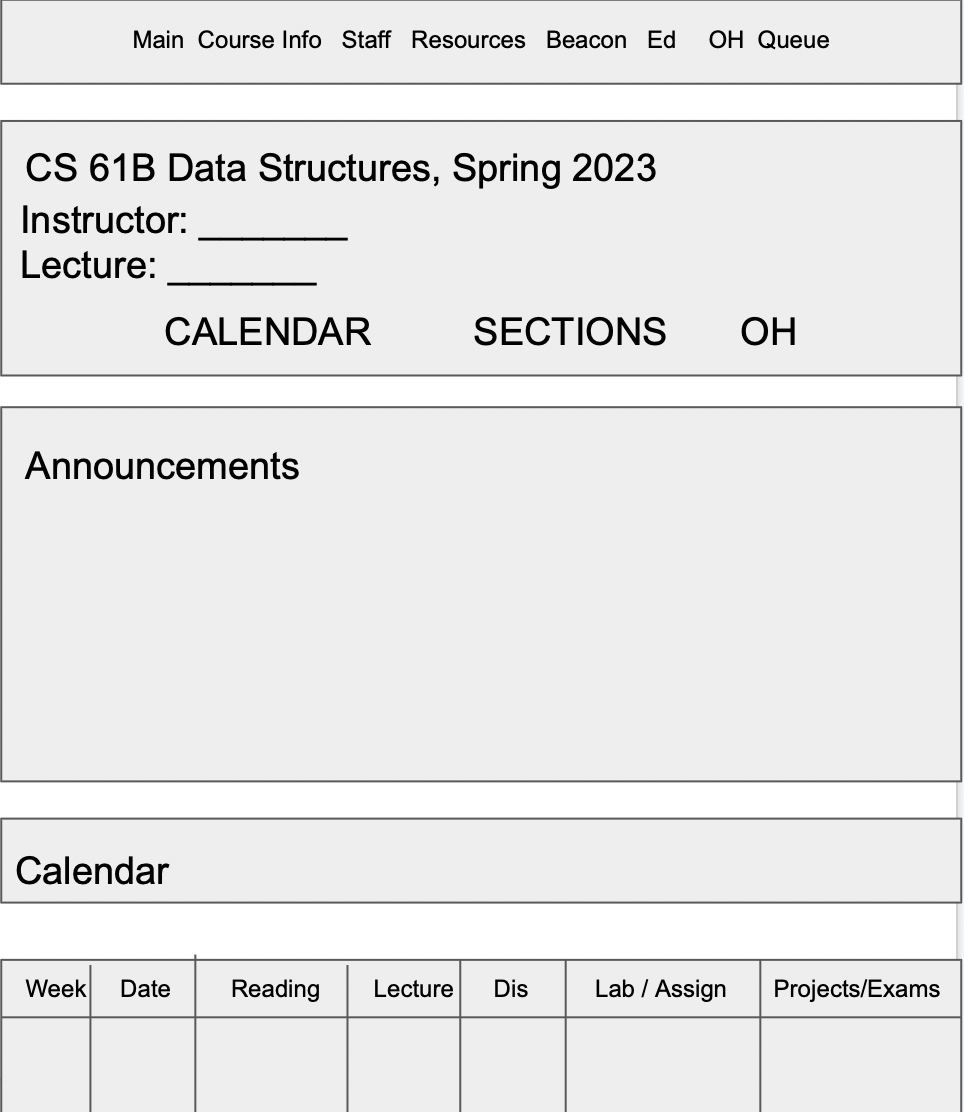 Main Course Info Staff Resources Beacon Ed OH Queue
CS 61B Data Structures, Spring 2023
Instructor: _______
Lecture: _______
CALENDAR SECTIONS OH
Announcements
Calendar
Week Date Reading Lecture Dis Lab / Assign Projects/Exams